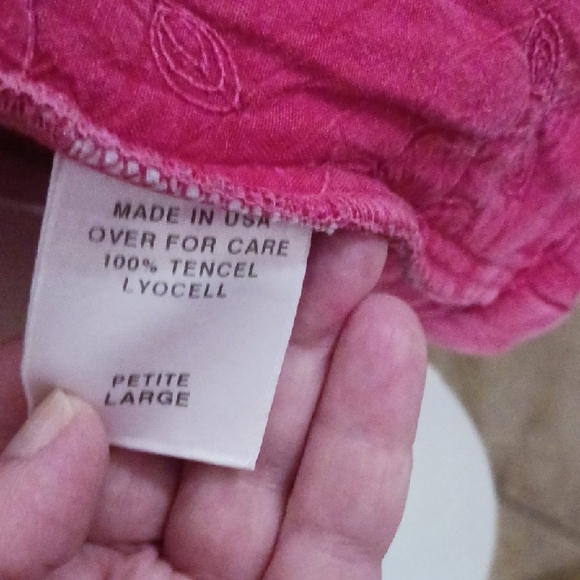 MADE IN USA
OVER FOR CARE
100% TENCEL
LYOCELL
PETITE
LARGE